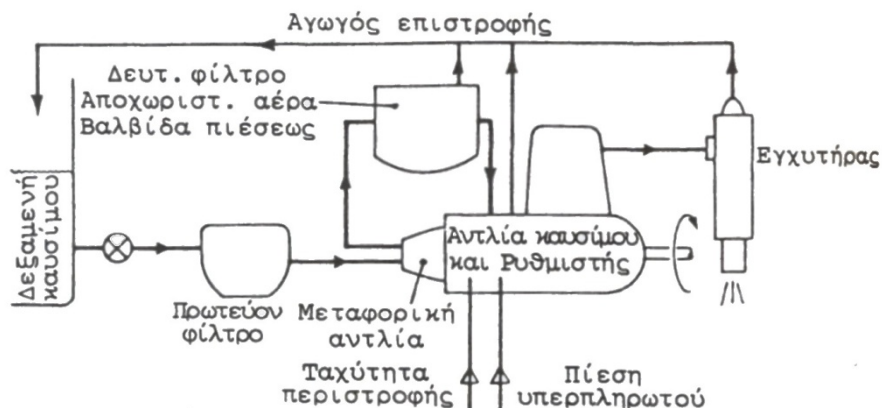 Αγωγός επιστροφής
Δευτ. φίλτρο
Αποχωριστ. αέρα
Βαλβίδα πιέσεως
Εγχυτήρας
Δεξαμενή
καυσίμου
Αντλία καυσίμου
και Ρυθμιστής
Πρωτεύον
φίλτρο
Μεταφορική
αντλία
Ταχύτητα
περιστροφής
Πίεση
υπερπληρωτού